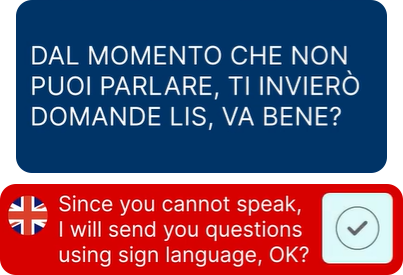 DAL MOMENTO CHE NON
PUOI PARLARE, TI INVIERÒ
DOMANDE LIS, VA BENE?
Since you cannot speak,
I will send you questions
using sign language, OK?